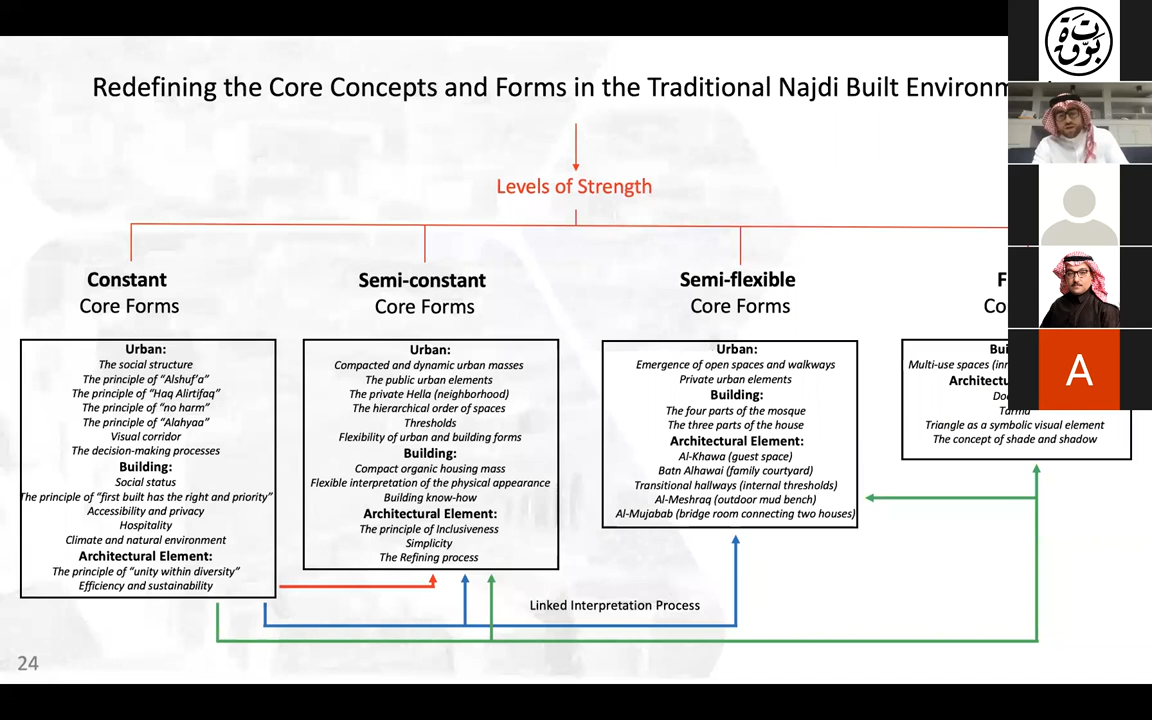 Redefining the Core Concepts and Forms in the Traditional Najdi Built
Levels of Strength
Constant
Core Forms
Urban:
The social structure
The principle of “Alshuf’a”
The principle of “Haq Alirtifaq”
The principle of “no harm”
The principle of “Alahyaa”
Visual corridor
The decision-making processes
Building:
Social status
The principle of “first built has the right and priority”
Accessibility and privacy
Hospitality
Climate and natural environment
Architectural Element:
The principle of “unity within diversity”
Efficiency and sustainability
Semi-constant
Core Forms
Urban:
Compacted and dynamic urban masses
The public urban elements
The private Hella (neighborhood)
The hierarchical order of spaces
Thresholds
Flexibility of urban and building forms
Building:
Compact organic housing mass
Flexible interpretation of the physical appearance
Building know-how
Architectural Element:
The principle of Inclusiveness
Simplicity
The Refining process
Semi-flexible
Core Forms
Urban:
Emergence of open spaces and walkways
Private urban elements
Building:
The four parts of the mosque
The three parts of the house
Architectural Element:
Al-Khawa (guest space)
Batn Alhawai (family courtyard)
Transitional hallways (internal thresholds)
Al-Meshraq (outdoor mud bench)
Al-Mujabab (bridge room connecting two houses)
Multi-use spaces
Tarma
Triangle as a symbolic visual element
The concept of shade and shadow
Linked Interpretation Process
24
A